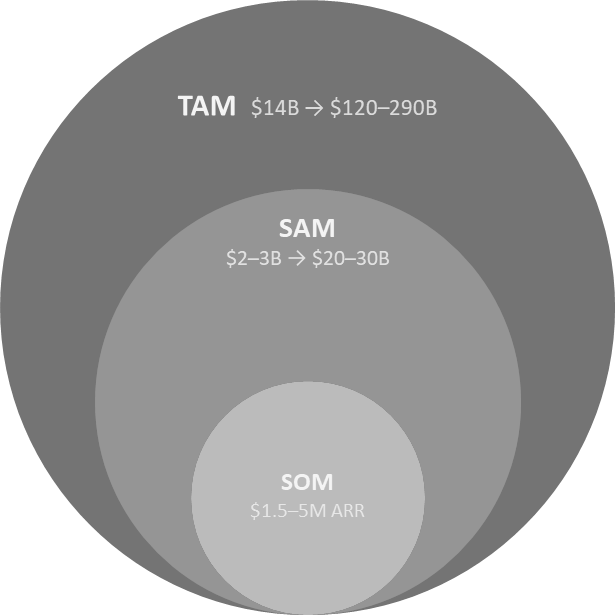 TAM $14B → $120–290B
SAM
$2–3B → $20–30B
SOM
$1.5–5M ARR